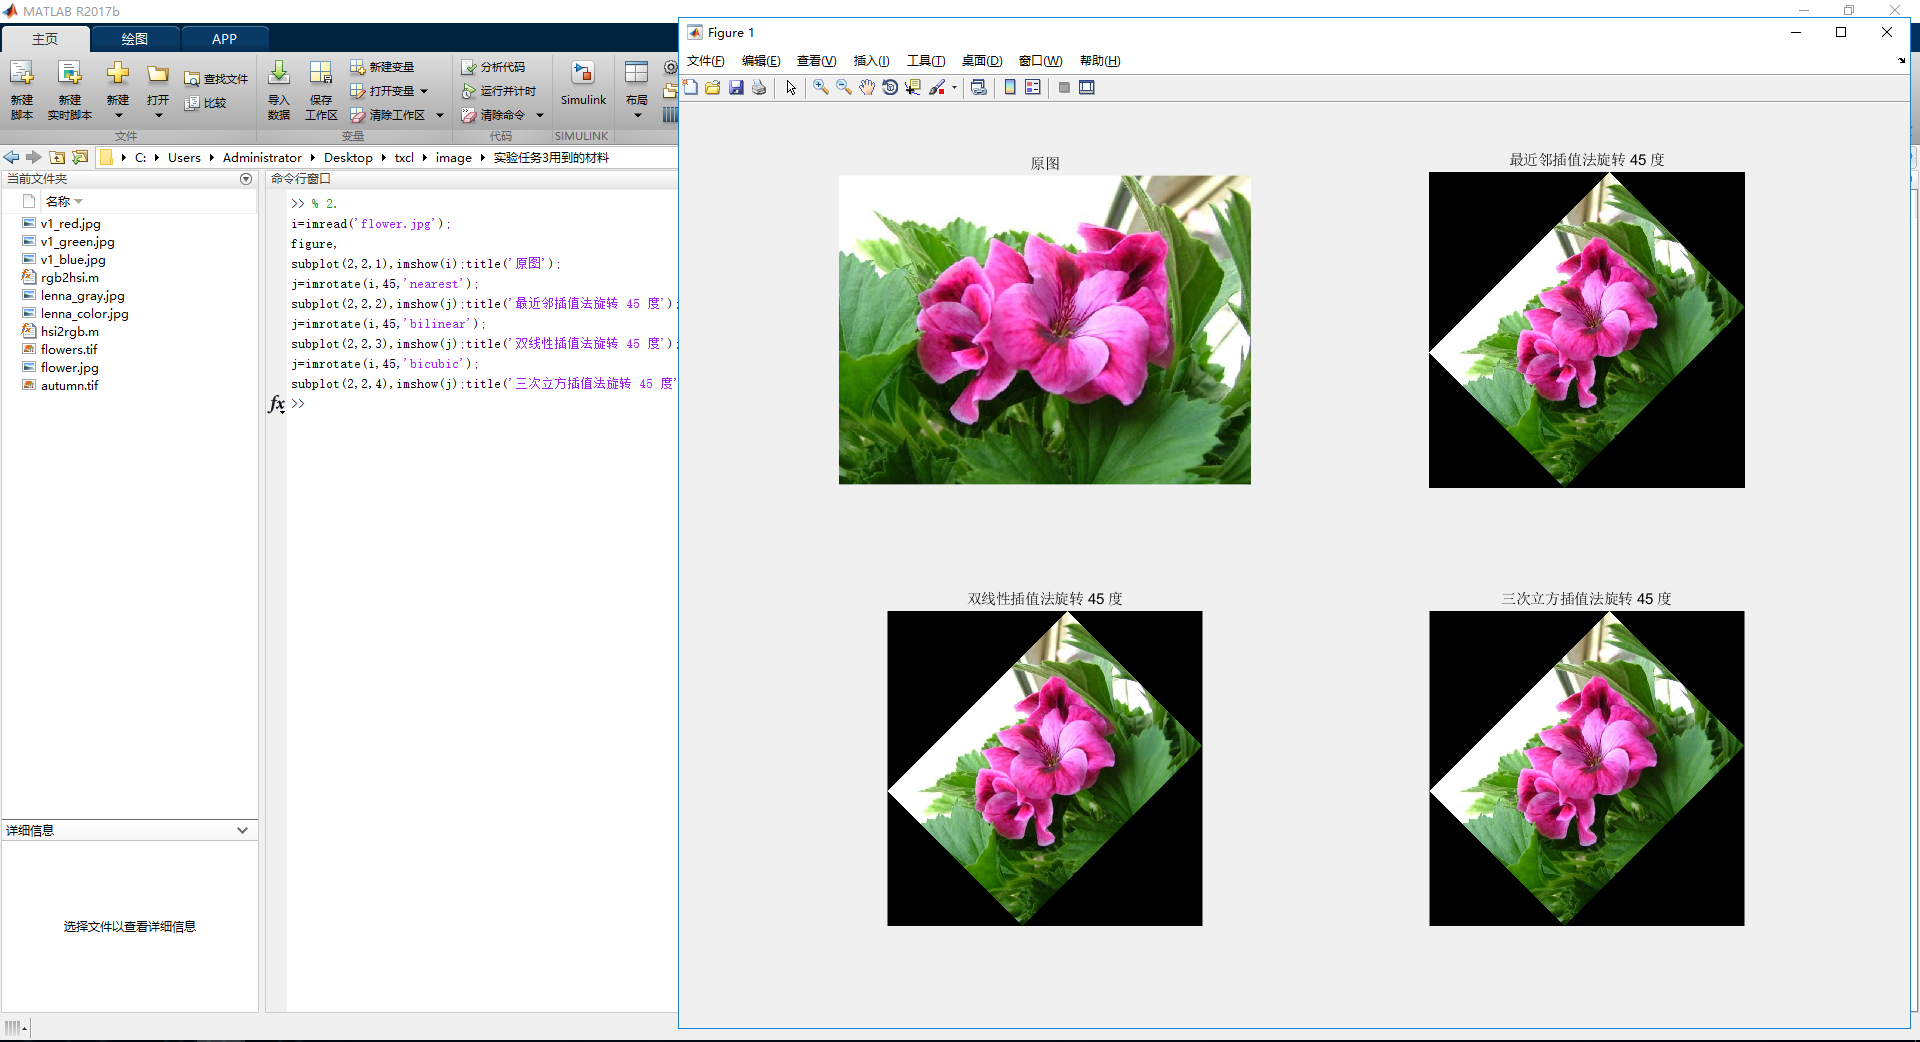 MATLAB R2017b
主页 绘图 APP
新建
脚本
新建
实时脚本
新建
打开
查找文件
比较
文件
导入
数据
保存
工作区
新建变量
打开变量
清除工作区
变量
分析代码
运行并计时
清除命令
代码
Simulink
SIMULINK
布局
C: Users Administrator Desktop txcl image 实验任务3用到的材料
当前文件夹
名称
v1_red.jpg
v1_green.jpg
v1_blue.jpg
rgb2hsi.m
lenna_gray.jpg
lenna_color.jpg
hsi2rgb.m
flowers.tif
flower.jpg
autumn.tif
详细信息
选择文件以查看详细信息
命令行窗口
>> % 2.
i=imread('flower.jpg');
figure,
subplot(2,2,1),imshow(i);title('原图');
j=imrotate(i,45,'nearest');
subplot(2,2,2),imshow(j);title('最近邻插值法旋转 45 度');
j=imrotate(i,45,'bilinear');
subplot(2,2,3),imshow(j);title('双线性插值法旋转 45 度');
j=imrotate(i,45,'bicubic');
subplot(2,2,4),imshow(j);title('三次立方插值法旋转 45 度'
fx >>
Figure 1
文件(F) 编辑(E) 查看(V) 插入(I) 工具(T) 桌面(D) 窗口(W) 帮助(H)
原图
最近邻插值法旋转 45 度
双线性插值法旋转 45 度
三次立方插值法旋转 45 度